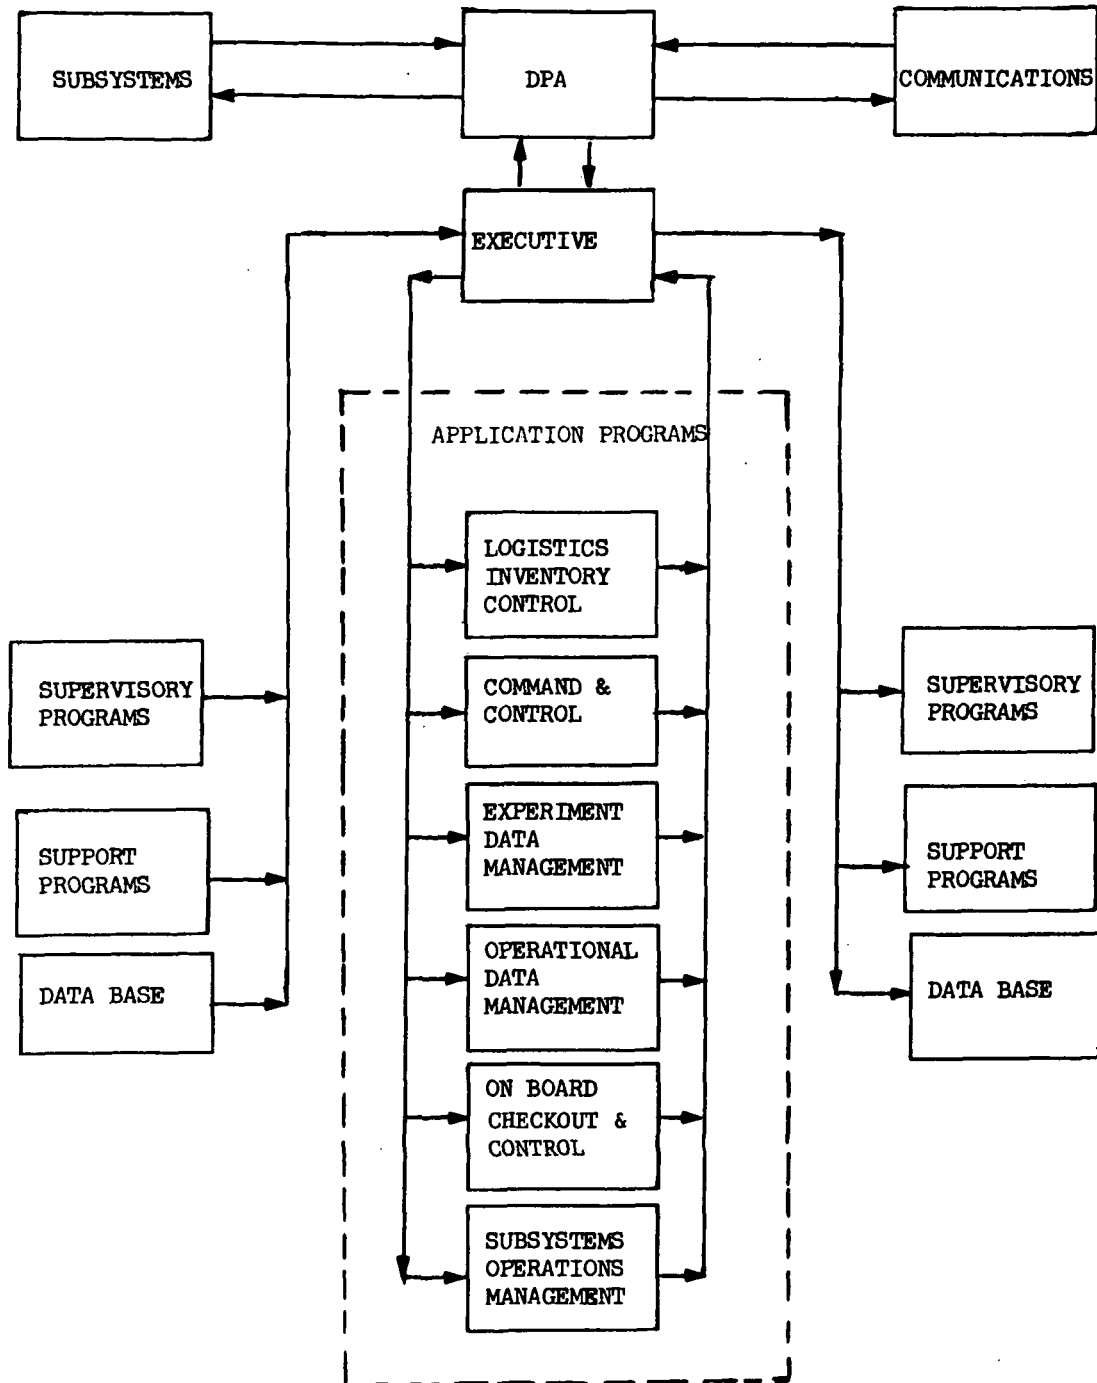 SUBSYSTEMS
DPA
COMMUNICATIONS
EXECUTIVE
APPLICATION PROGRAMS
LOGISTICS
INVENTORY
CONTROL
COMMAND &
CONTROL
EXPERIMENT
DATA
MANAGEMENT
OPERATIONAL
DATA
MANAGEMENT
ON BOARD
CHECKOUT &
CONTROL
SUBSYSTEMS
OPERATIONS
MANAGEMENT
SUPERVISORY
PROGRAMS
SUPPORT
PROGRAMS
DATA BASE
SUPERVISORY
PROGRAMS
SUPPORT
PROGRAMS
DATA BASE